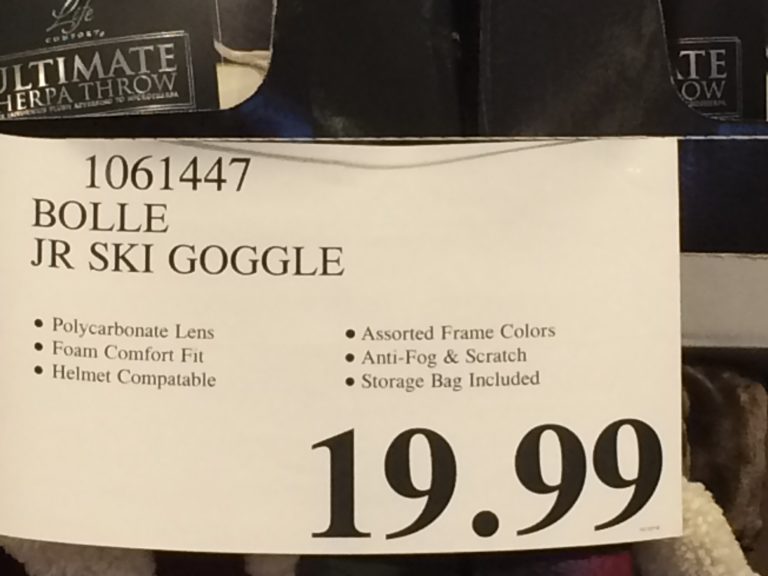 Life
COMFORT
ULTIMATE
HERPA THROW
TE
OW
1061447
BOLLE
JR SKI GOGGLE
• Polycarbonate Lens
• Foam Comfort Fit
• Helmet Compatable
• Assorted Frame Colors
• Anti-Fog & Scratch
• Storage Bag Included
19.99